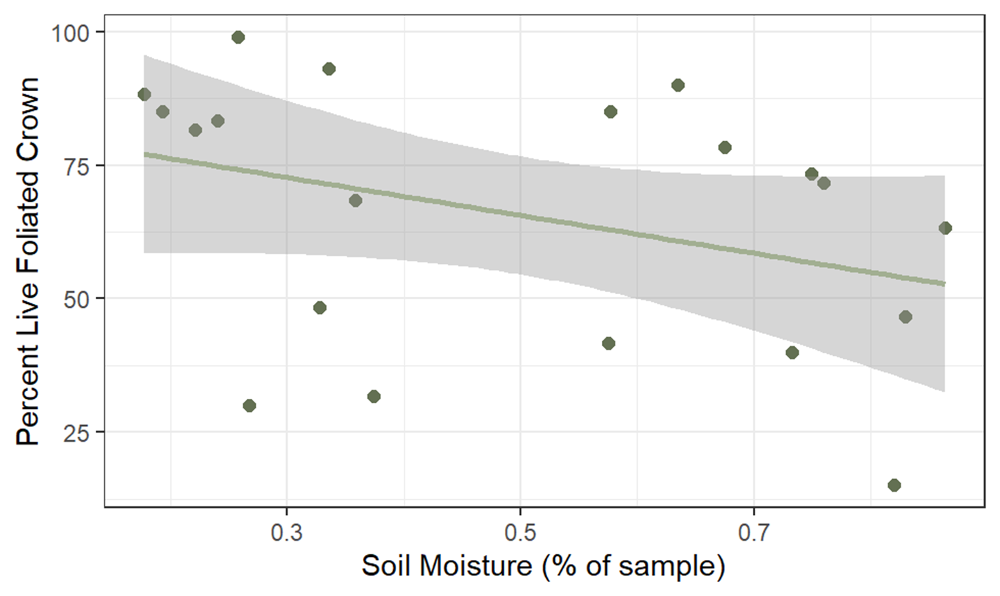 Percent Live Foliated Crown
100
75
50
25
0.3 0.5 0.7
Soil Moisture (% of sample)